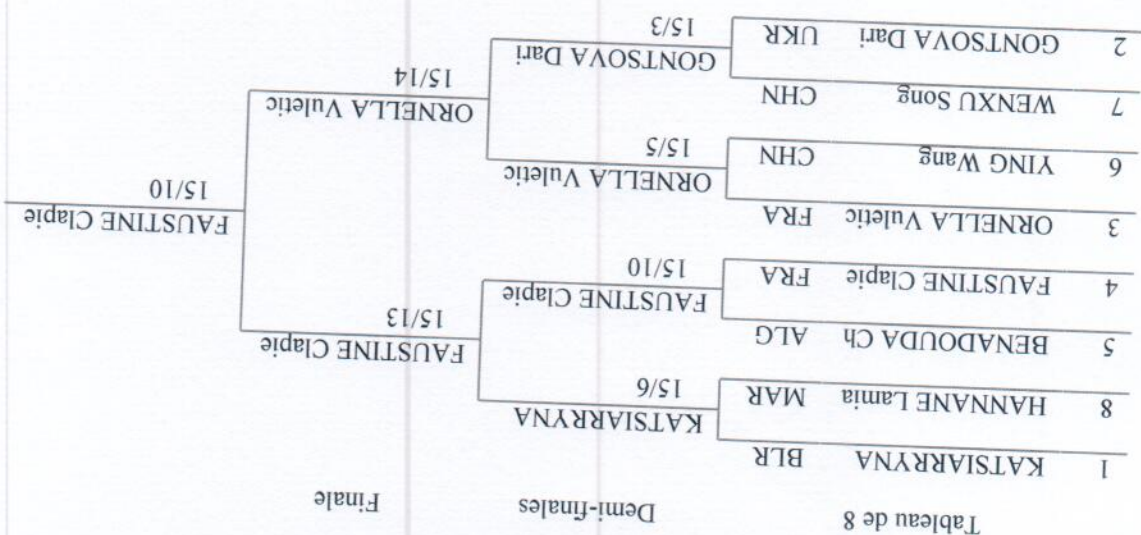 Tableau de 8 Demi-finales Finale
1 KATSIARRYNA BLR
KATSIARRYNA
15/6
8 HANNANE Lamia MAR
FAUSTINE Clapie
15/13
5 BENADOUDA Ch ALG
FAUSTINE Clapie
15/10
4 FAUSTINE Clapie FRA
FAUSTINE Clapie
15/10
3 ORNELLA Vuletic FRA
ORNELLA Vuletic
15/5
6 YING Wang CHN
ORNELLA Vuletic
15/14
7 WENXU Song CHN
GONTSOVA Dari
15/3
2 GONTSOVA Dari UKR